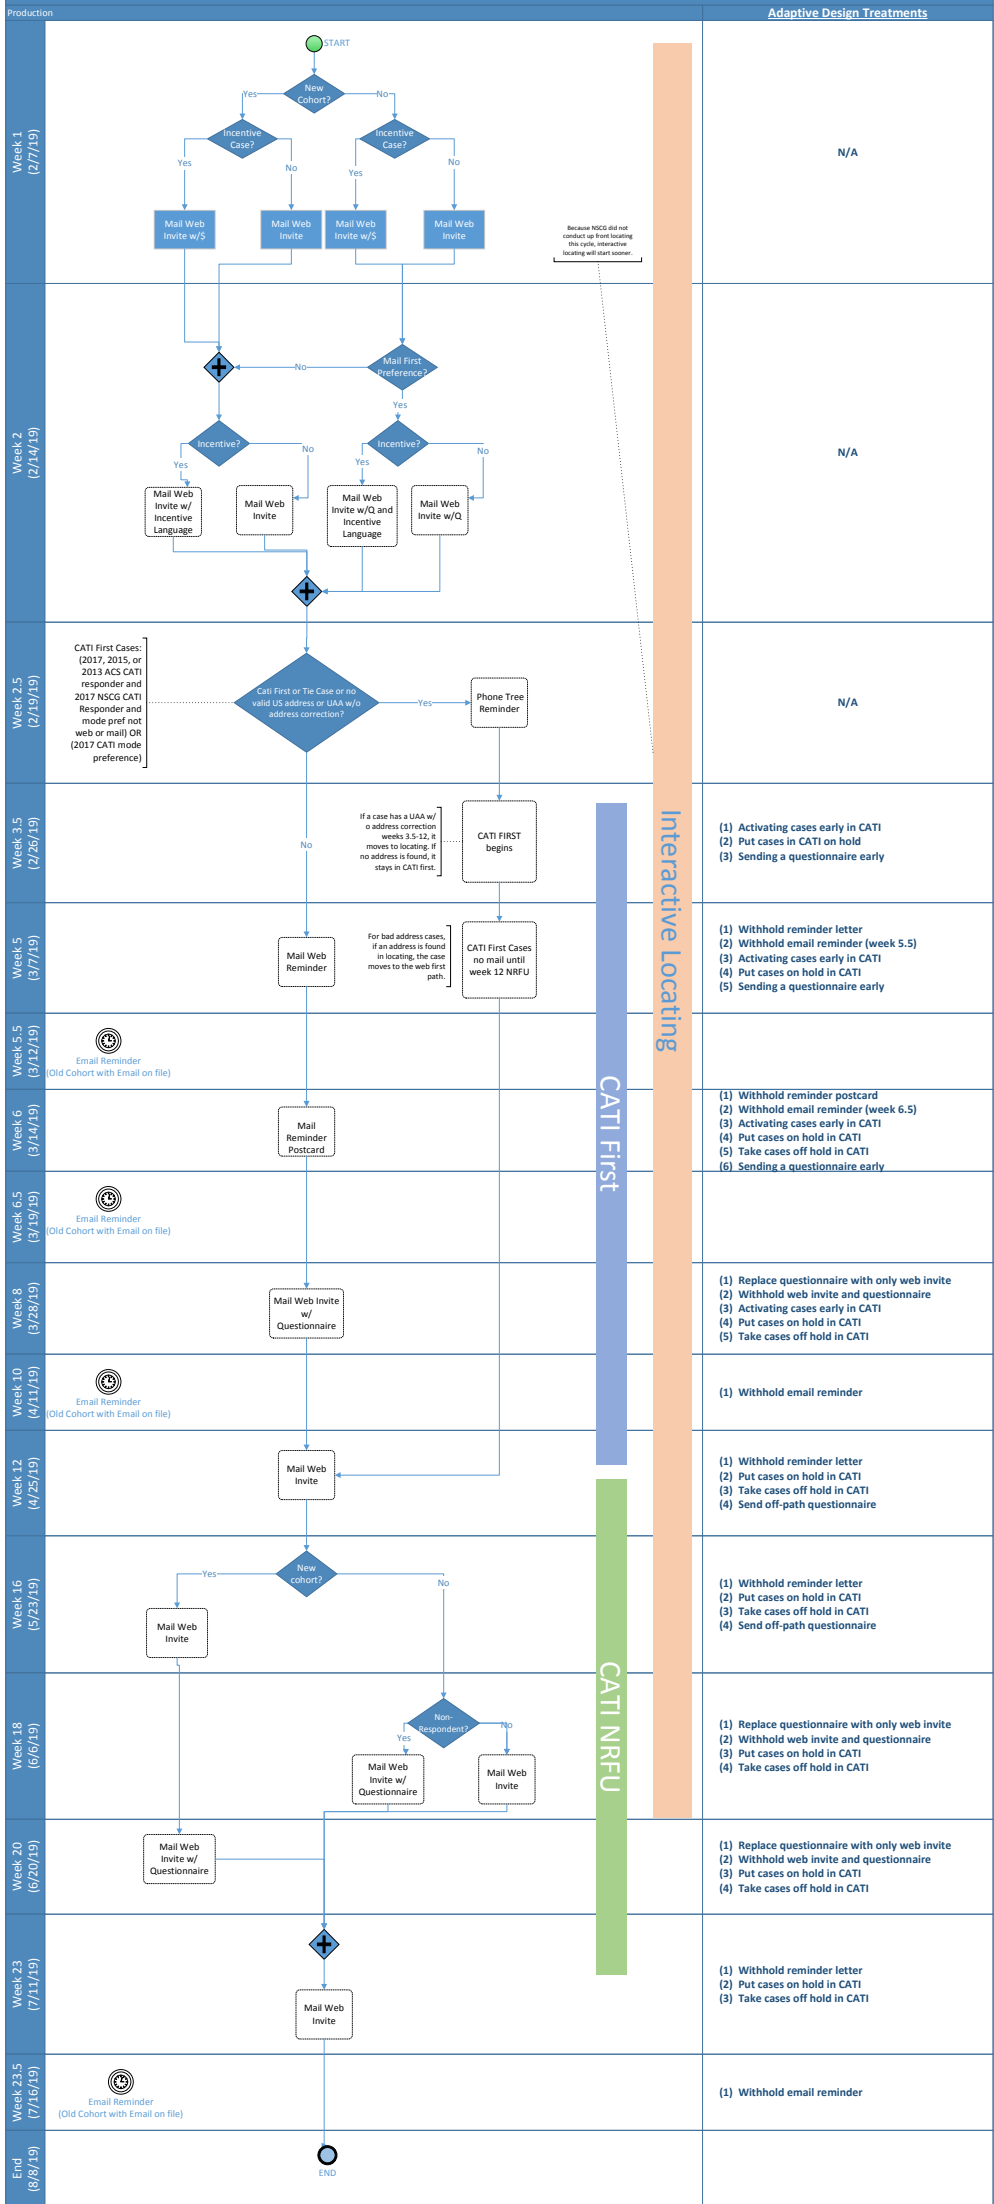 Production
Adaptive Design Treatments
Week 1
(2/7/19)
START
New
Cohort?
Yes
No
Incentive
Case?
Incentive
Case?
Yes
No
Yes
No
Mail Web
Invite w/$
Mail Web
Invite
Mail Web
Invite w/$
Mail Web
Invite
Because NSCG did not
conduct up front locating
this cycle, interactive
locating will start sooner.
N/A
Week 2
(2/14/19)
Mail First
Preference?
No
Yes
Incentive?
No
Yes
Incentive?
No
Yes
Mail Web
Invite w/
Incentive
Language
Mail Web
Invite
Mail Web
Invite w/Q and
Incentive
Language
Mail Web
Invite w/Q
N/A
Week 2.5
(2/19/19)
CATI First Cases:
(2017, 2015, or
2013 ACS CATI
responder and
2017 NSCG CATI
Responder and
mode pref not
web or mail) OR
(2017 CATI mode
preference)
Cati First or Tie Case or no
valid US address or UAA w/o
address correction?
Yes
Phone Tree
Reminder
N/A
Interactive Locating
Week 3.5
(2/26/19)
No
If a case has a UAA w/
o address correction
weeks 3.5-12, it
moves to locating. If
no address is found, it
stays in CATI first.
CATI FIRST
begins
(1) Activating cases early in CATI
(2) Put cases in CATI on hold
(3) Sending a questionnaire early
CATI First
Week 5
(3/7/19)
Mail Web
Reminder
For bad address cases,
if an address is found
in locating, the case
moves to the web first
path.
CATI First Cases
no mail until
week 12 NRFU
(1) Withhold reminder letter
(2) Withhold email reminder (week 5.5)
(3) Activating cases early in CATI
(4) Put cases on hold in CATI
(5) Sending a questionnaire early
Week 5.5
(3/12/19)
Email Reminder
(Old Cohort with Email on file)
Week 6
(3/14/19)
Mail
Reminder
Postcard
(1) Withhold reminder postcard
(2) Withhold email reminder (week 6.5)
(3) Activating cases early in CATI
(4) Put cases on hold in CATI
(5) Take cases off hold in CATI
(6) Sending a questionnaire early
Week 6.5
(3/19/19)
Email Reminder
(Old Cohort with Email on file)
Week 8
(3/28/19)
Mail Web Invite
w/
Questionnaire
(1) Replace questionnaire with only web invite
(2) Withhold web invite and questionnaire
(3) Activating cases early in CATI
(4) Put cases on hold in CATI
(5) Take cases off hold in CATI
Week 10
(4/11/19)
Email Reminder
(Old Cohort with Email on file)
(1) Withhold email reminder
Week 12
(4/25/19)
Mail Web
Invite
(1) Withhold reminder letter
(2) Put cases on hold in CATI
(3) Take cases off hold in CATI
(4) Send off-path questionnaire
CATI NRFU
Week 16
(5/23/19)
New
cohort?
Yes
No
Mail Web
Invite
(1) Withhold reminder letter
(2) Put cases on hold in CATI
(3) Take cases off hold in CATI
(4) Send off-path questionnaire
Week 18
(6/6/19)
Non-
Respondent?
Yes
No
Mail Web
Invite w/
Questionnaire
Mail Web
Invite
(1) Replace questionnaire with only web invite
(2) Withhold web invite and questionnaire
(3) Put cases on hold in CATI
(4) Take cases off hold in CATI
Week 20
(6/20/19)
Mail Web
Invite w/
Questionnaire
(1) Replace questionnaire with only web invite
(2) Withhold web invite and questionnaire
(3) Put cases on hold in CATI
(4) Take cases off hold in CATI
Week 23
(7/11/19)
Mail Web
Invite
(1) Withhold reminder letter
(2) Put cases on hold in CATI
(3) Take cases off hold in CATI
Week 23.5
(7/16/19)
Email Reminder
(Old Cohort with Email on file)
(1) Withhold email reminder
End
(8/8/19)
END